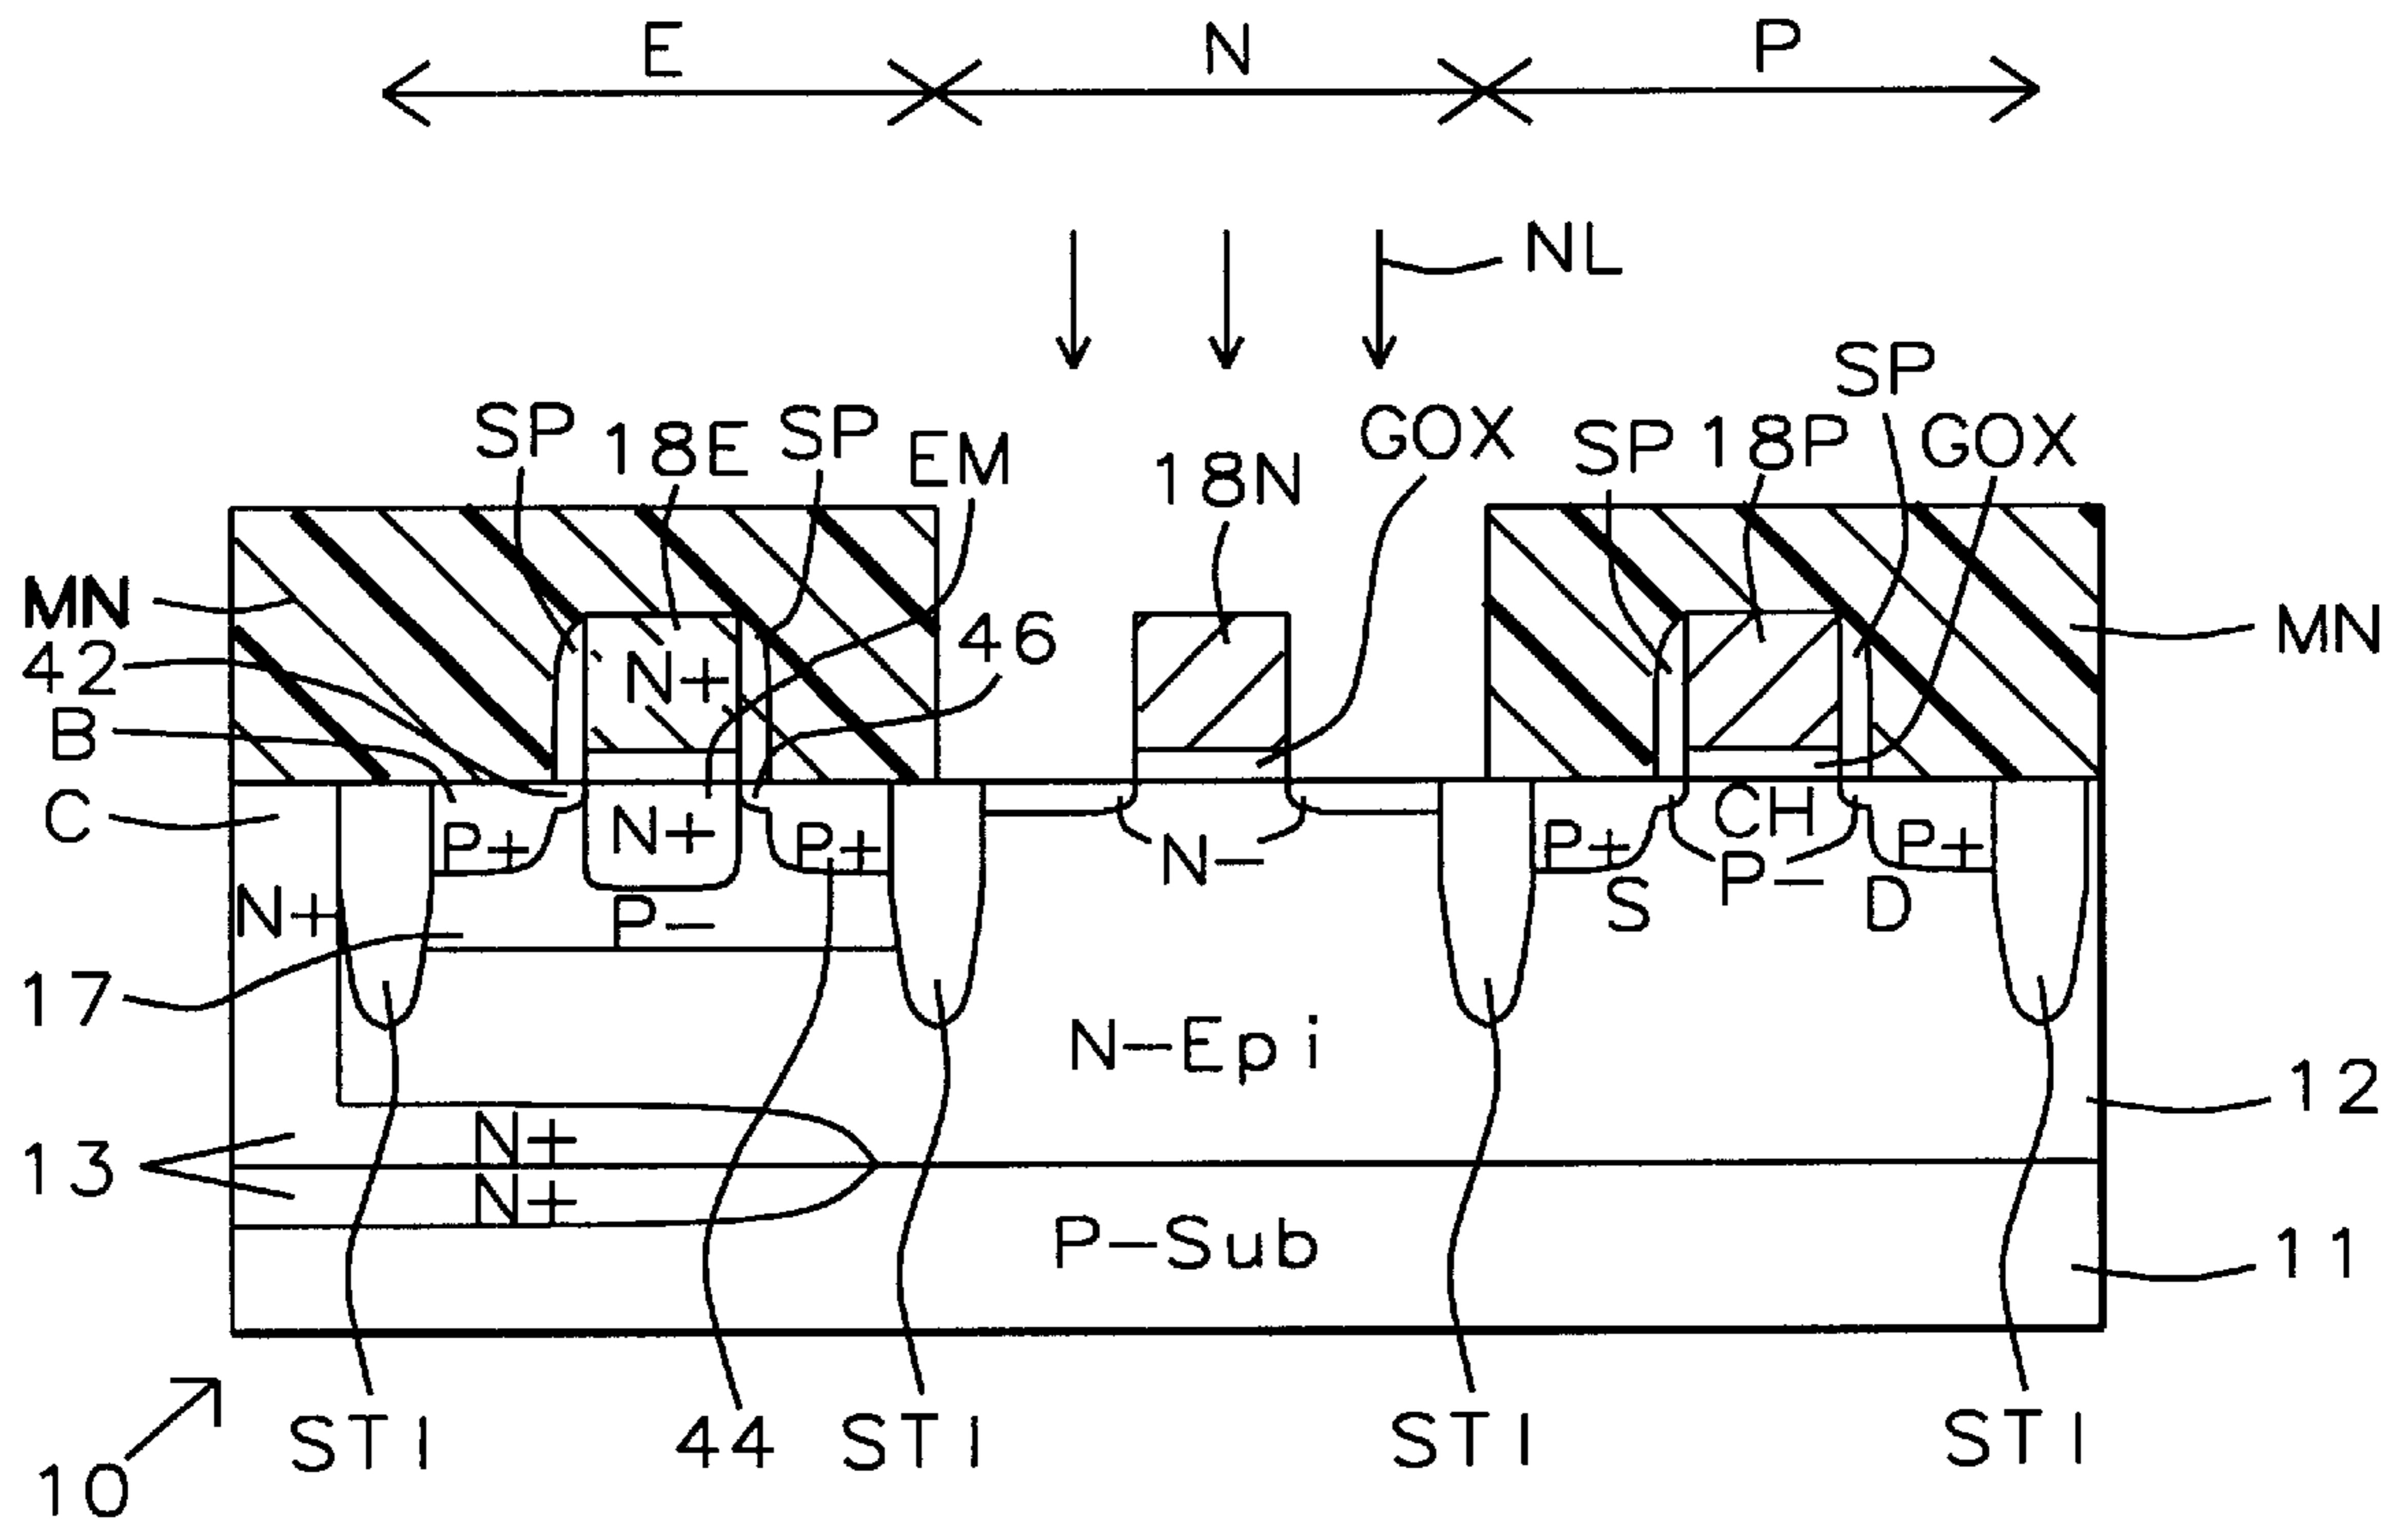 E N P
NL
SP
SP 18E SP EM 18N GOX SP 18P GOX
MN 46 MN
42 N+
B
C N+ CH
P+ P+ N- P+ P- P+
N+ P- S D
17
N-Epi
12
N+
13
N+
P-Sub
11
STI 44 STI STI STI
10